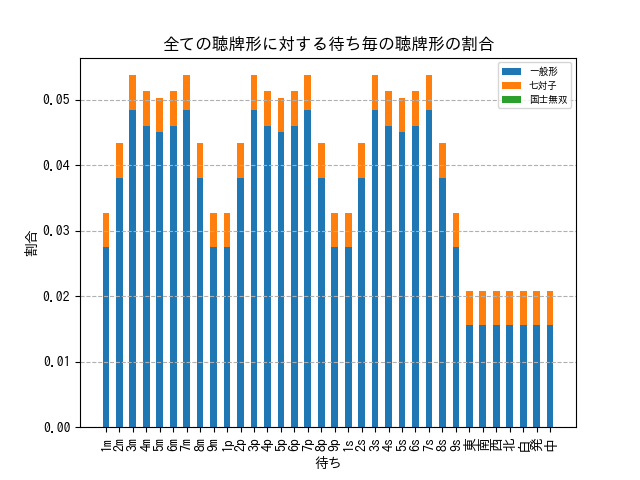 全ての聴牌形に対する待ち毎の聴牌形の割合
一般形
七対子
国士無双
割合
0.05
0.04
0.03
0.02
0.01
0.00
1m 2m 3m 4m 5m 6m 7m 8m 9m 1p 2p 3p 4p 5p 6p 7p 8p 9p 1s 2s 3s 4s 5s 6s 7s 8s 9s 東 南 西 北 白 発 中
待ち